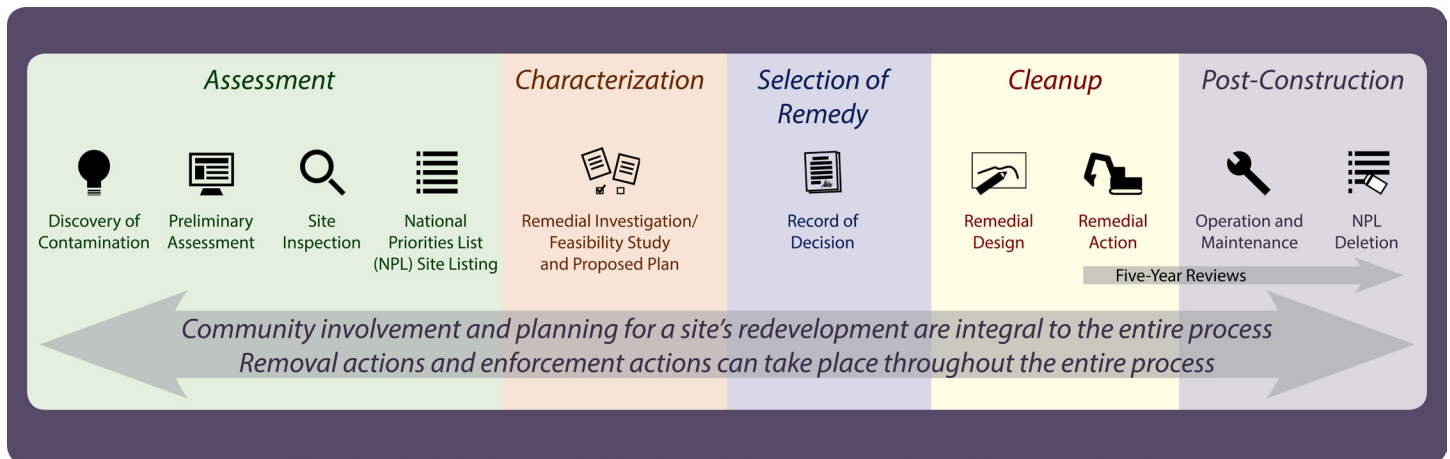 Assessment
Discovery of
Contamination
Preliminary
Assessment
Site
Inspection
National
Priorities List
(NPL) Site Listing
Characterization
Remedial Investigation/
Feasibility Study
and Proposed Plan
Selection of
Remedy
Record of
Decision
Cleanup
Remedial
Design
Remedial
Action
Post-Construction
Operation and
Maintenance
NPL
Deletion
Five-Year Reviews
Community involvement and planning for a site’s redevelopment are integral to the entire process
Removal actions and enforcement actions can take place throughout the entire process